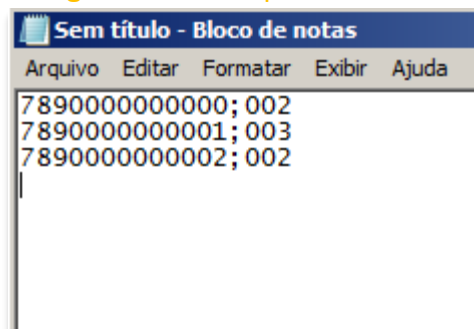 Sem título - Bloco de notas
Arquivo Editar Formatar Exibir Ajuda
7890000000000;002
7890000000001;003
7890000000002;002